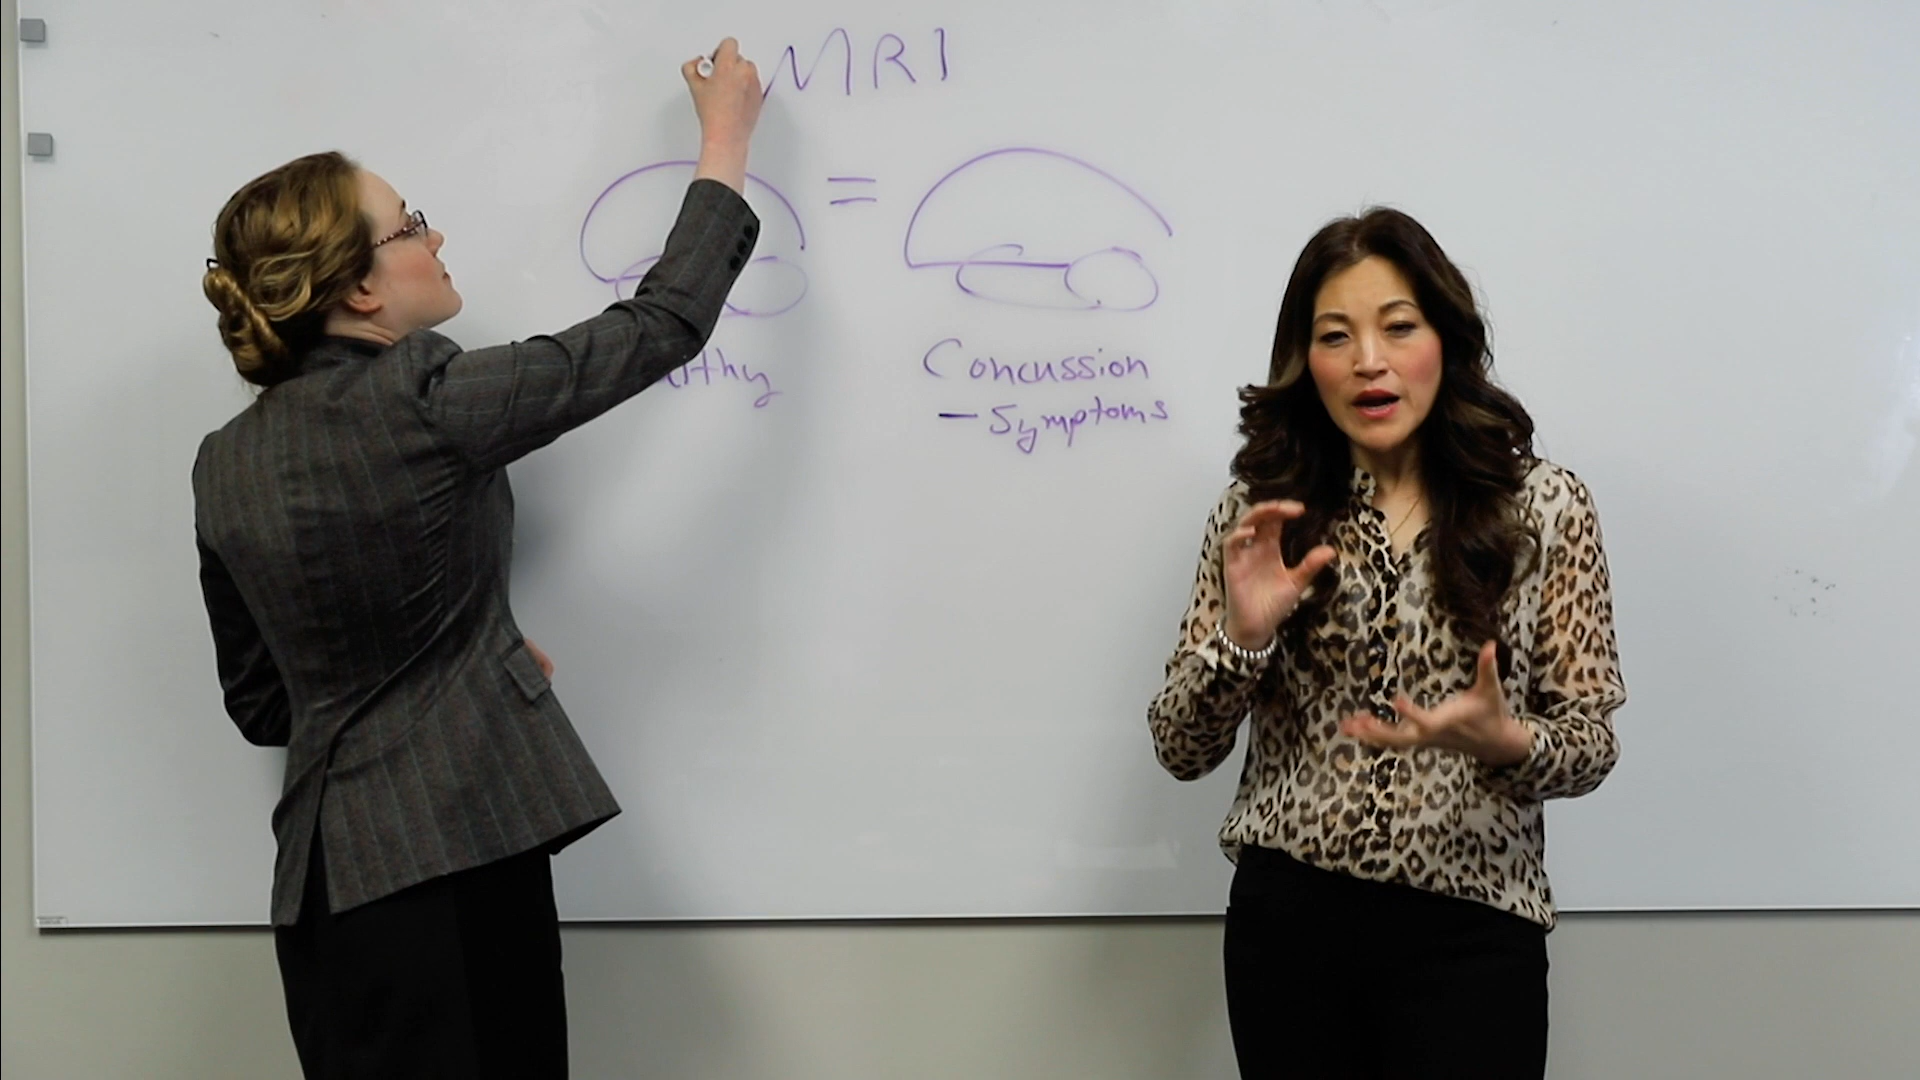 MRI
=
Concussion
- Symptoms